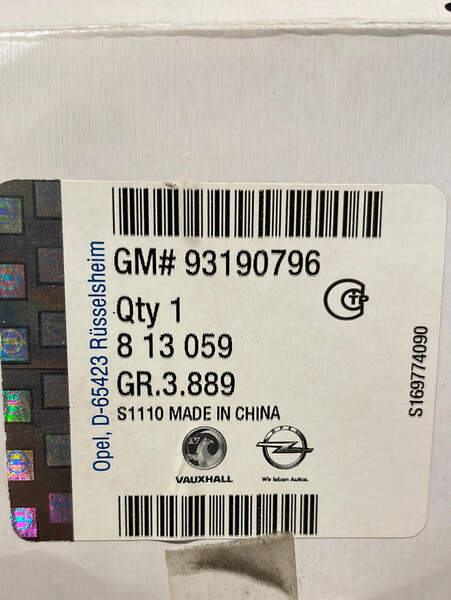 GM# 93190796
Qty 1
8 13 059
GR.3.889
S1110 MADE IN CHINA
VAUXHALL
OPEL
Wir leben Autos.
Opel, D-65423 Rüsselsheim
S169774090